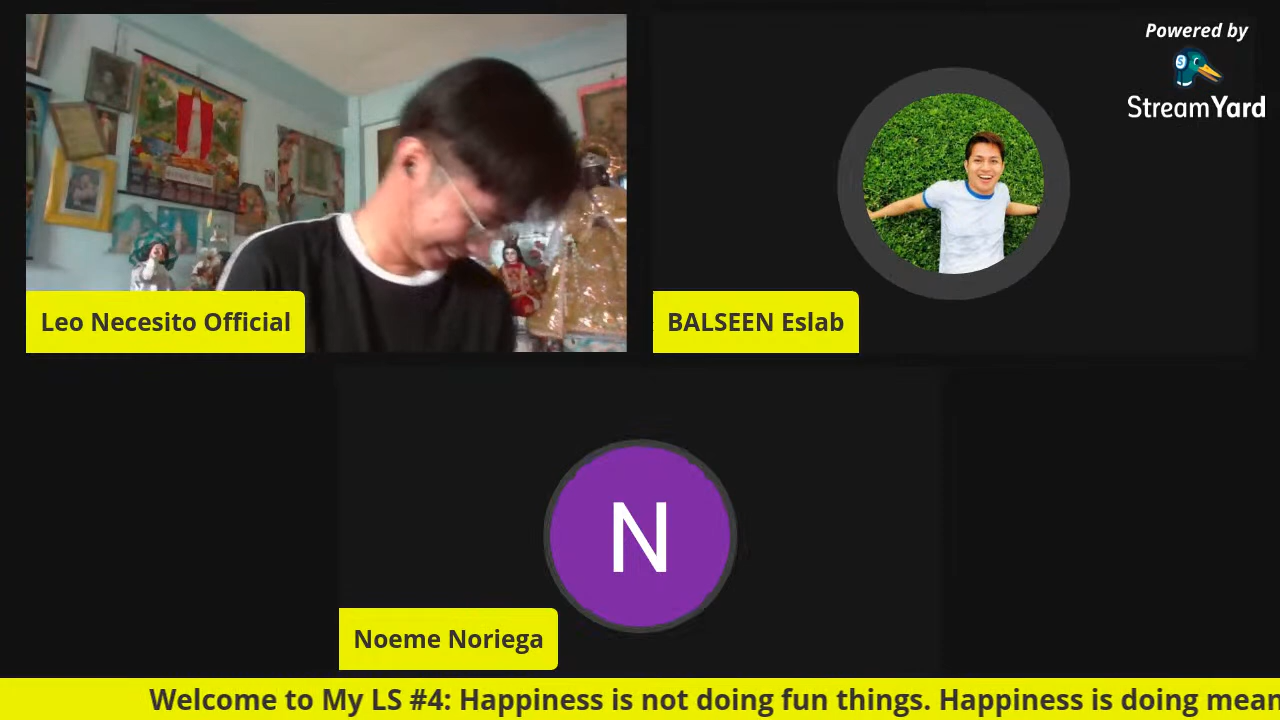 Powered by
StreamYard
Leo Necesito Official
BALSEEN Eslab
N
Noeme Noriega
Welcome to My LS #4: Happiness is not doing fun things. Happiness is doing mean